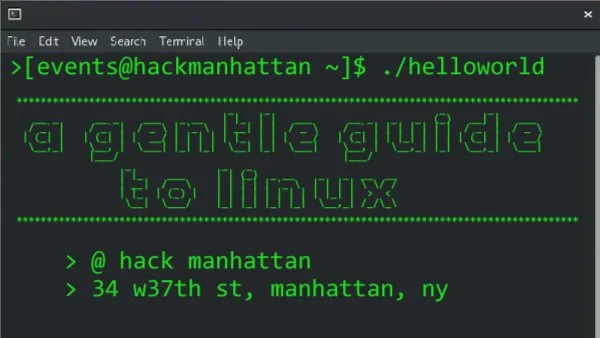 File Edit View Search Terminal Help
>[events@hackmanhattan ~]$ ./helloworld
a gentle guide
to linux
> @ hack manhattan
> 34 w37th st, manhattan, ny